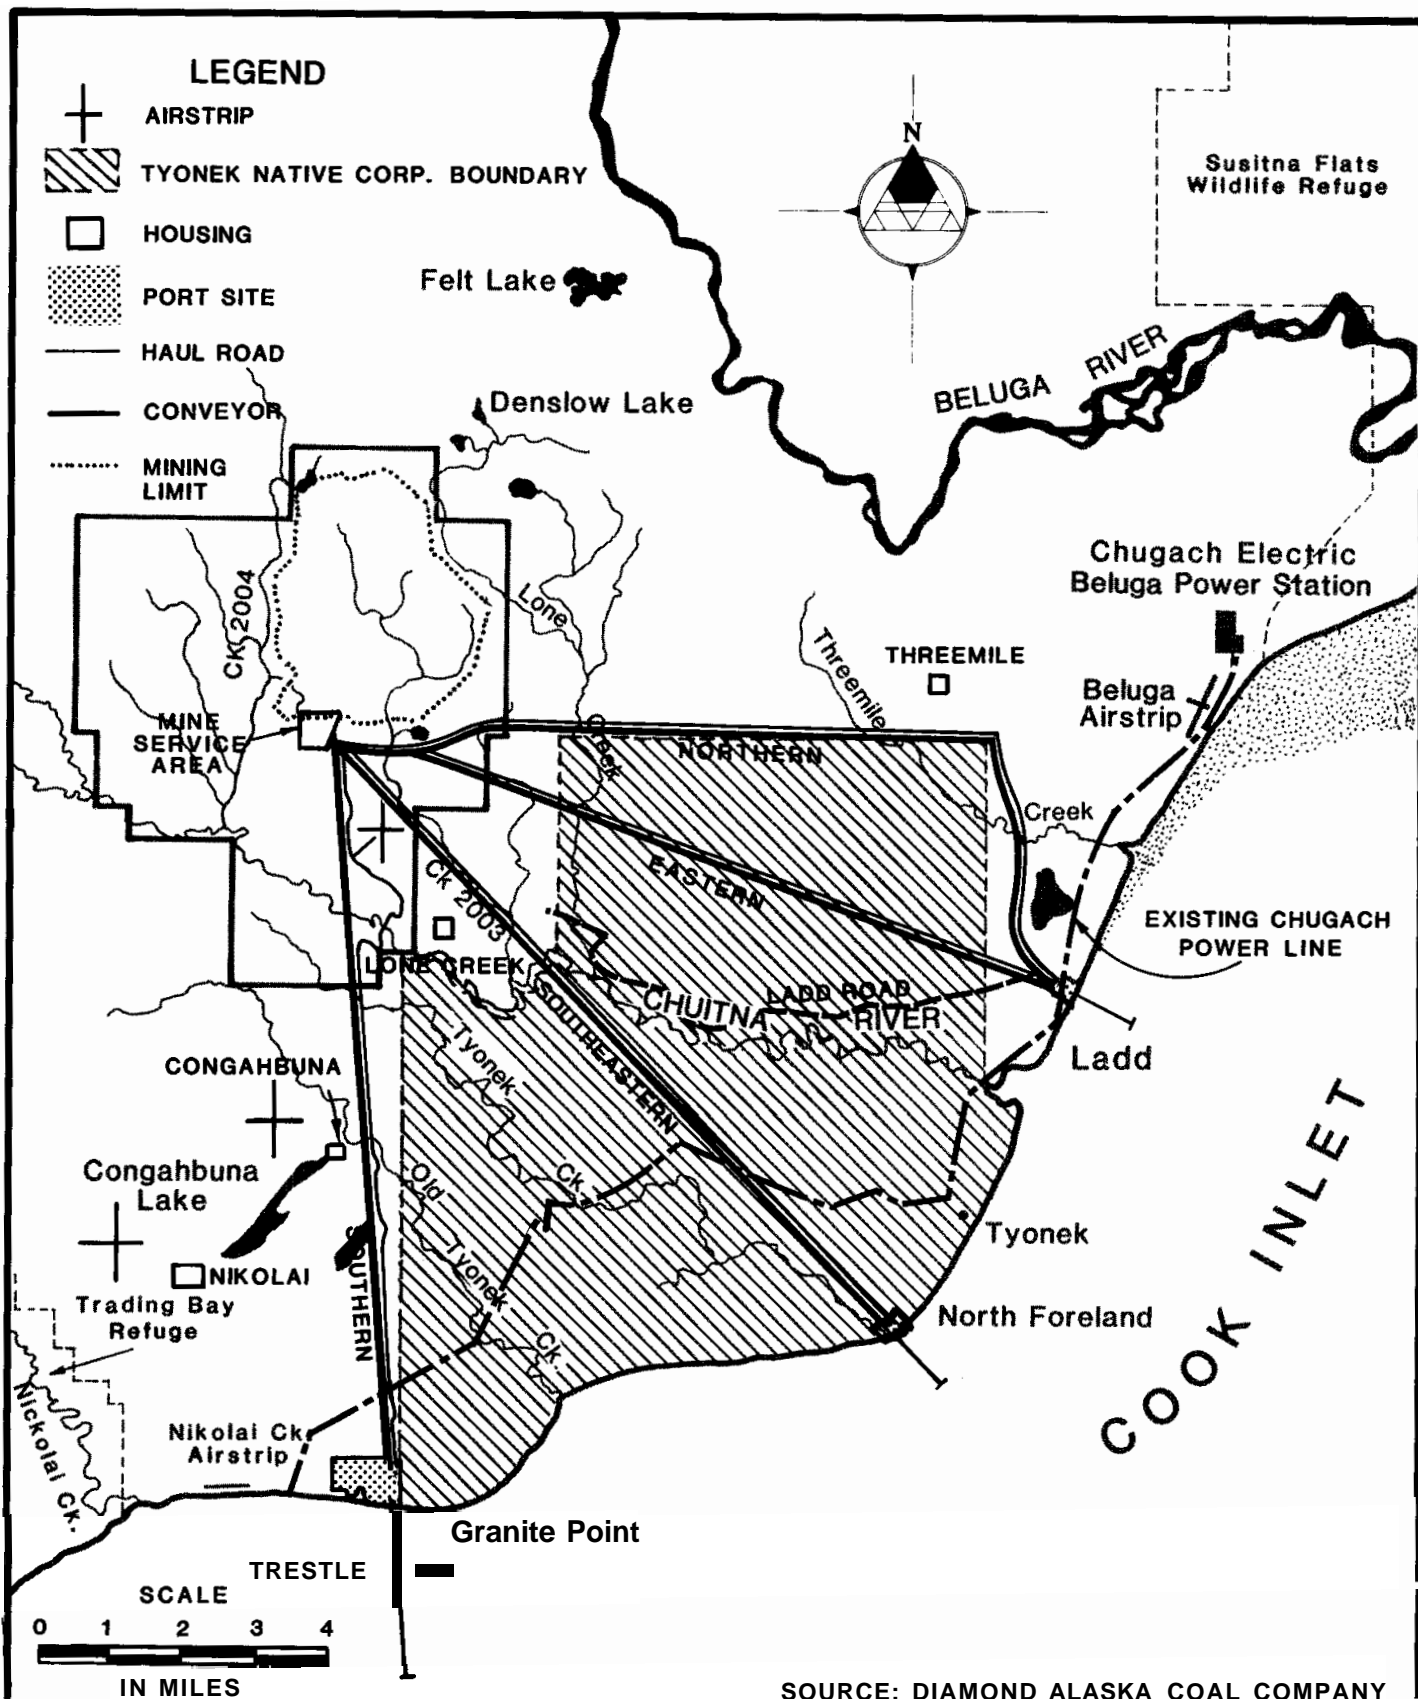 LEGEND
AIRSTRIP
TYONEK NATIVE CORP. BOUNDARY
HOUSING
PORT SITE
HAUL ROAD
CONVEYOR
MINING
LIMIT
N
Susitna Flats
Wildlife Refuge
Felt Lake
BELUGA RIVER
Denslow Lake
Chugach Electric
Beluga Power Station
CK 2004
Lone
Creek
Threemile
Creek
THREEMILE
Beluga
Airstrip
MINE
SERVICE
AREA
NORTHERN
EASTERN
Ck 2003
EXISTING CHUGACH
POWER LINE
LONE CREEK
SOUTHEASTERN
LADD ROAD
CHUITNA RIVER
Ladd
Tyonek
Ck.
CONGAHBUNA
Congahbuna
Lake
Old
Tyonek
Ck.
Tyonek
NIKOLAI
SOUTHERN
Trading Bay
Refuge
North Foreland
COOK INLET
Nickolai Ck.
Nikolai Ck
Airstrip
Granite Point
TRESTLE
SCALE
0 1 2 3 4
IN MILES
SOURCE: DIAMOND ALASKA COAL COMPANY